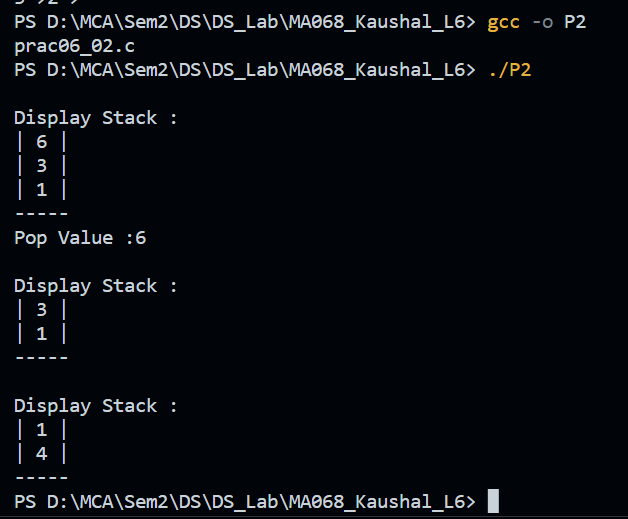 PS D:\MCA\Sem2\DS\DS_Lab\MA068_Kaushal_L6> gcc -o P2
prac06_02.c
PS D:\MCA\Sem2\DS\DS_Lab\MA068_Kaushal_L6> ./P2
Display Stack :
| 6 |
| 3 |
| 1 |
-----
Pop Value :6
Display Stack :
| 3 |
| 1 |
-----
Display Stack :
| 1 |
| 4 |
-----
PS D:\MCA\Sem2\DS\DS_Lab\MA068_Kaushal_L6>